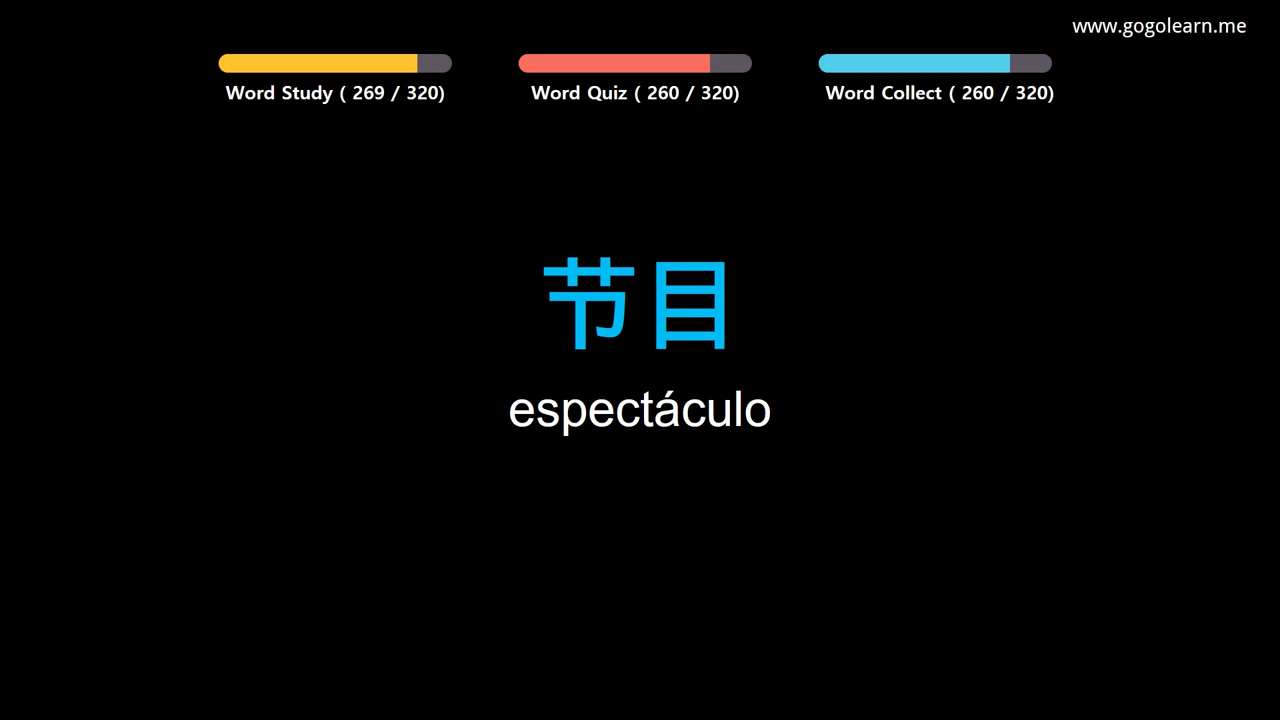 www.gogolearn.me
Word Study ( 269 / 320)
Word Quiz ( 260 / 320)
Word Collect ( 260 / 320)
节目
espectáculo